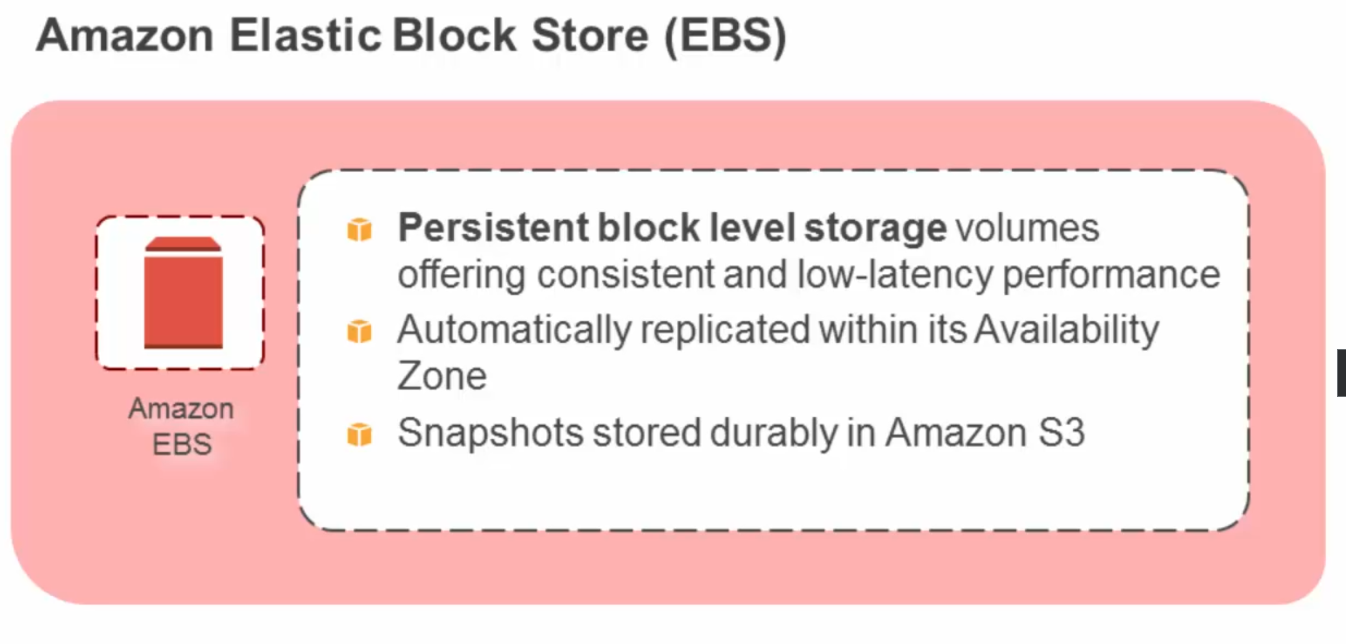 Amazon Elastic Block Store (EBS)
Persistent block level storage volumes
offering consistent and low-latency performance
Automatically replicated within its Availability
Zone
Snapshots stored durably in Amazon S3
Amazon
EBS